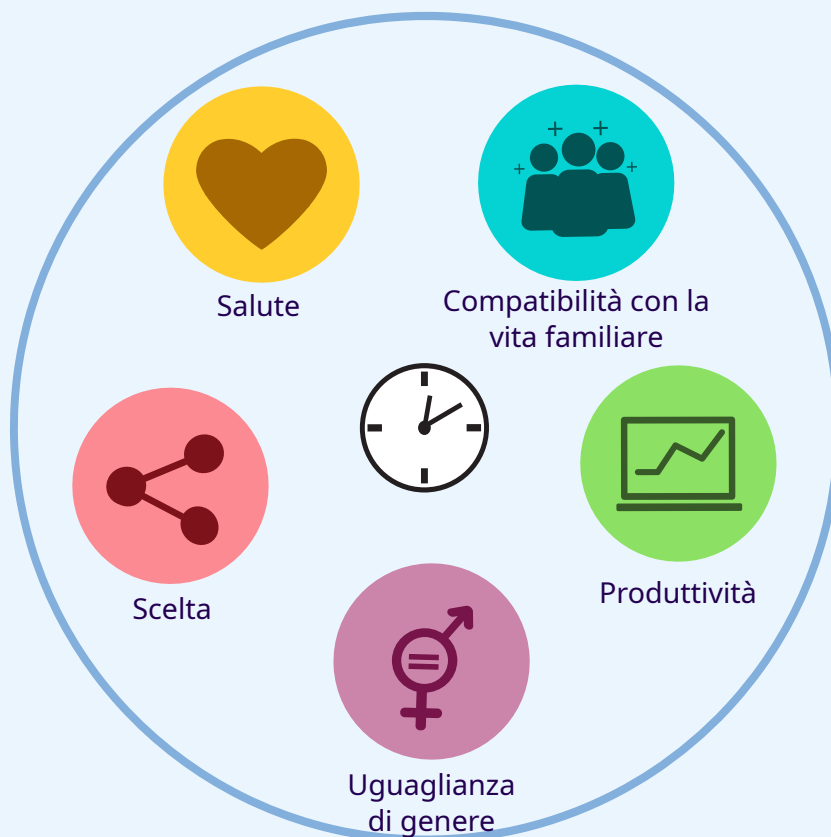 Salute
Compatibilità con la
vita familiare
Scelta
Produttività
Uguaglianza
di genere